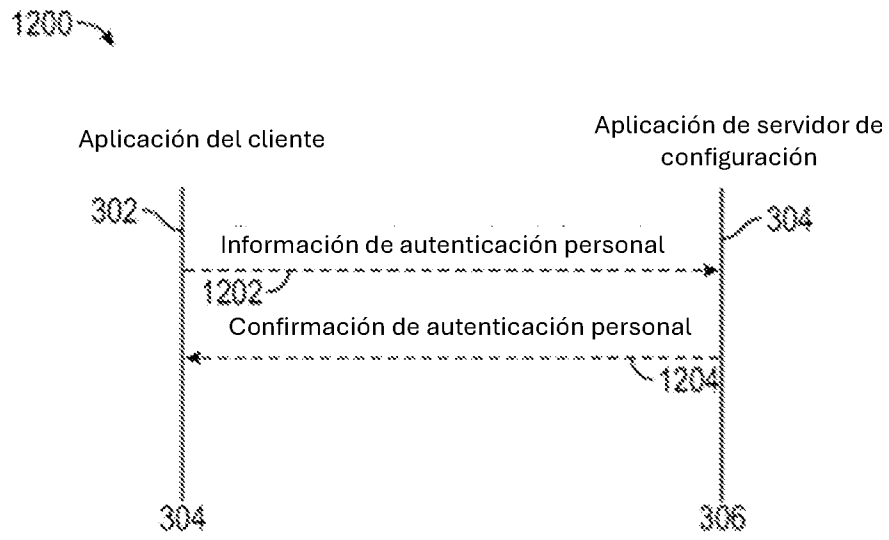 1200
Aplicación del cliente
Aplicación de servidor de
configuración
302
304
Información de autenticación personal
1202
Confirmación de autenticación personal
1204
304
306